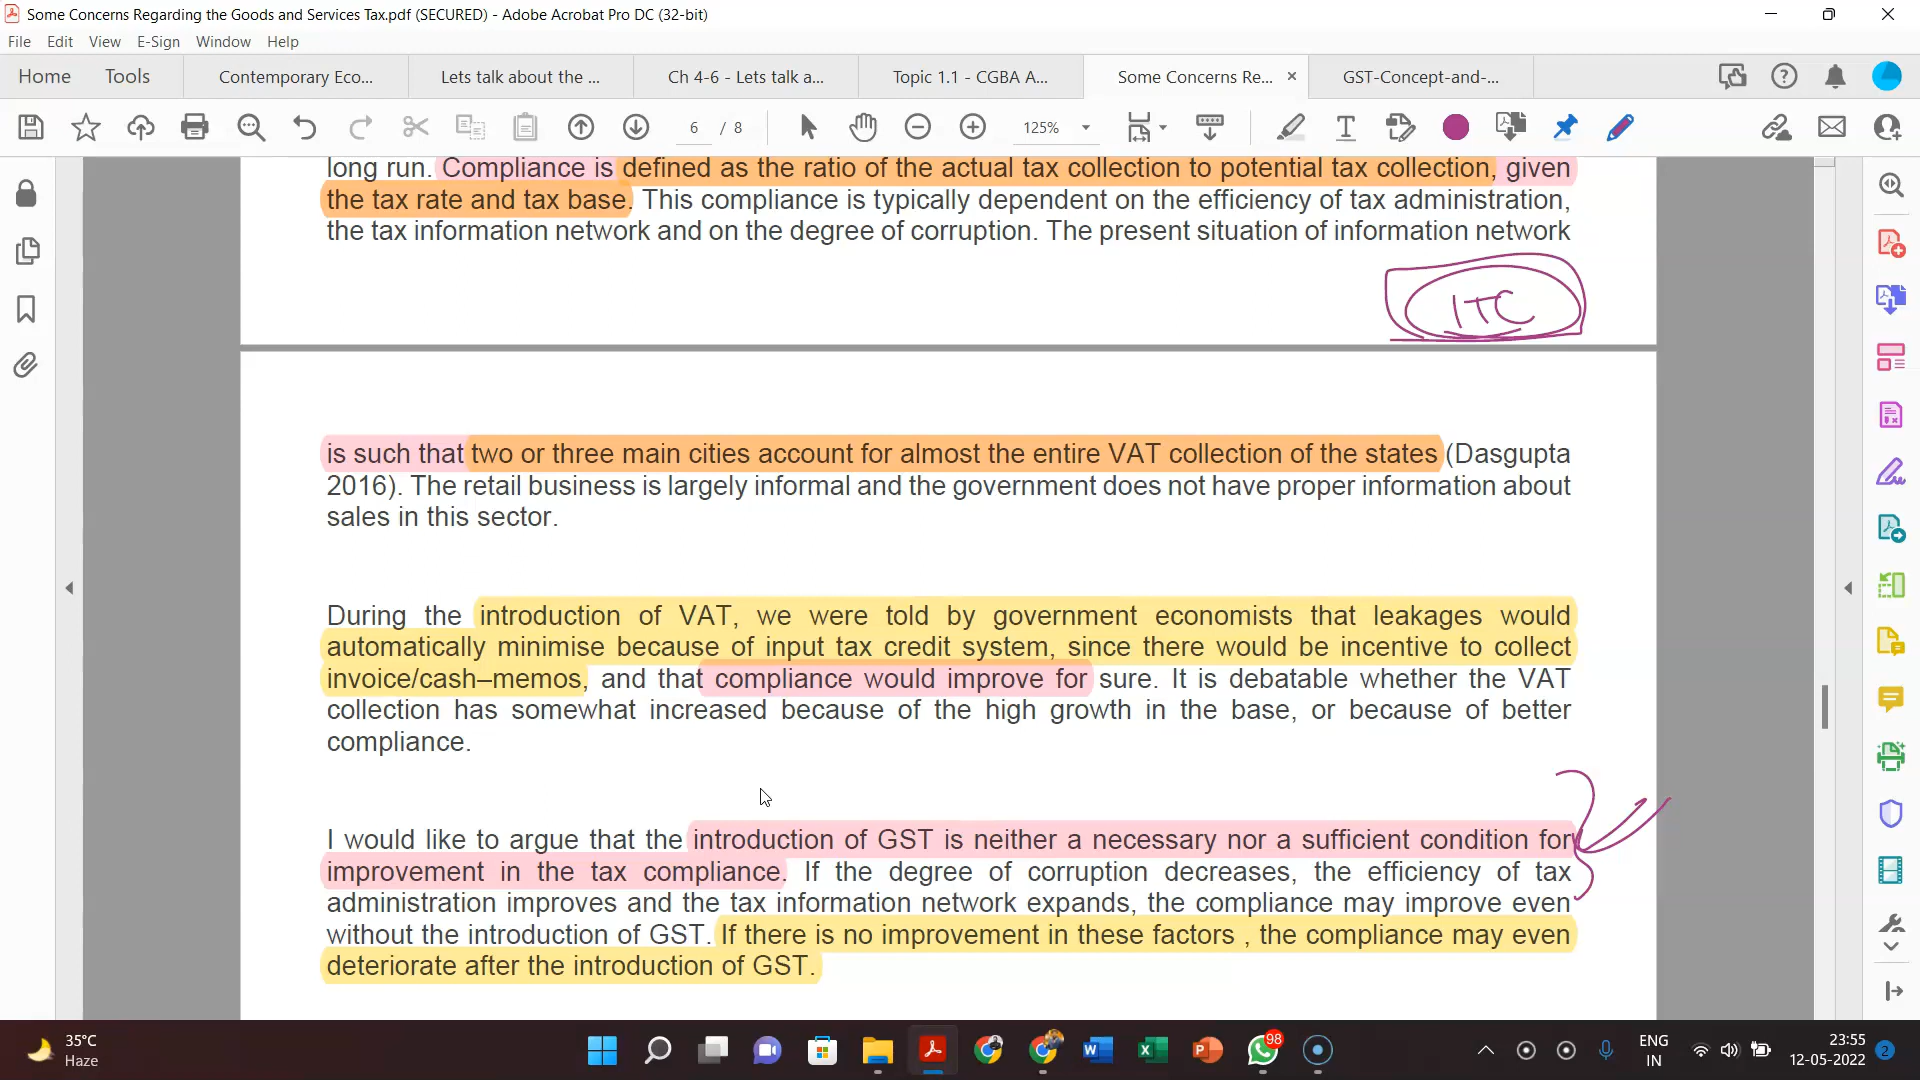 Some Concerns Regarding the Goods and Services Tax.pdf (SECURED) - Adobe Acrobat Pro DC (32-bit)
File Edit View E-Sign Window Help
Home Tools Contemporary Eco... Lets talk about the ... Ch 4-6 - Lets talk a... Topic 1.1 - CGBA A... Some Concerns Re... × GST-Concept-and-...
6 / 8 125%
long run. Compliance is defined as the ratio of the actual tax collection to potential tax collection, given
the tax rate and tax base. This compliance is typically dependent on the efficiency of tax administration,
the tax information network and on the degree of corruption. The present situation of information network
ITC
is such that two or three main cities account for almost the entire VAT collection of the states (Dasgupta
2016). The retail business is largely informal and the government does not have proper information about
sales in this sector.
During the introduction of VAT, we were told by government economists that leakages would
automatically minimise because of input tax credit system, since there would be incentive to collect
invoice/cash–memos, and that compliance would improve for sure. It is debatable whether the VAT
collection has somewhat increased because of the high growth in the base, or because of better
compliance.
I would like to argue that the introduction of GST is neither a necessary nor a sufficient condition for
improvement in the tax compliance. If the degree of corruption decreases, the efficiency of tax
administration improves and the tax information network expands, the compliance may improve even
without the introduction of GST. If there is no improvement in these factors , the compliance may even
deteriorate after the introduction of GST.
35°C
Haze
98
ENG
IN
23:55
12-05-2022
2